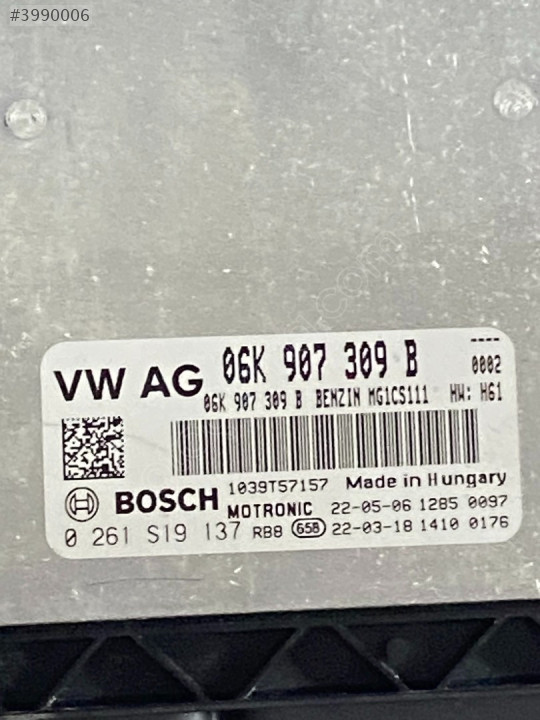 #3990006
VW AG 06K 907 309 B ----
0002
06K 907 309 B BENZIN MG1CS111 HW: H61
1039T57157 Made in Hungary
BOSCH MOTRONIC 22-05-06 1285 0097
0 261 S19 137 RB8 65B 22-03-18 1410 0176